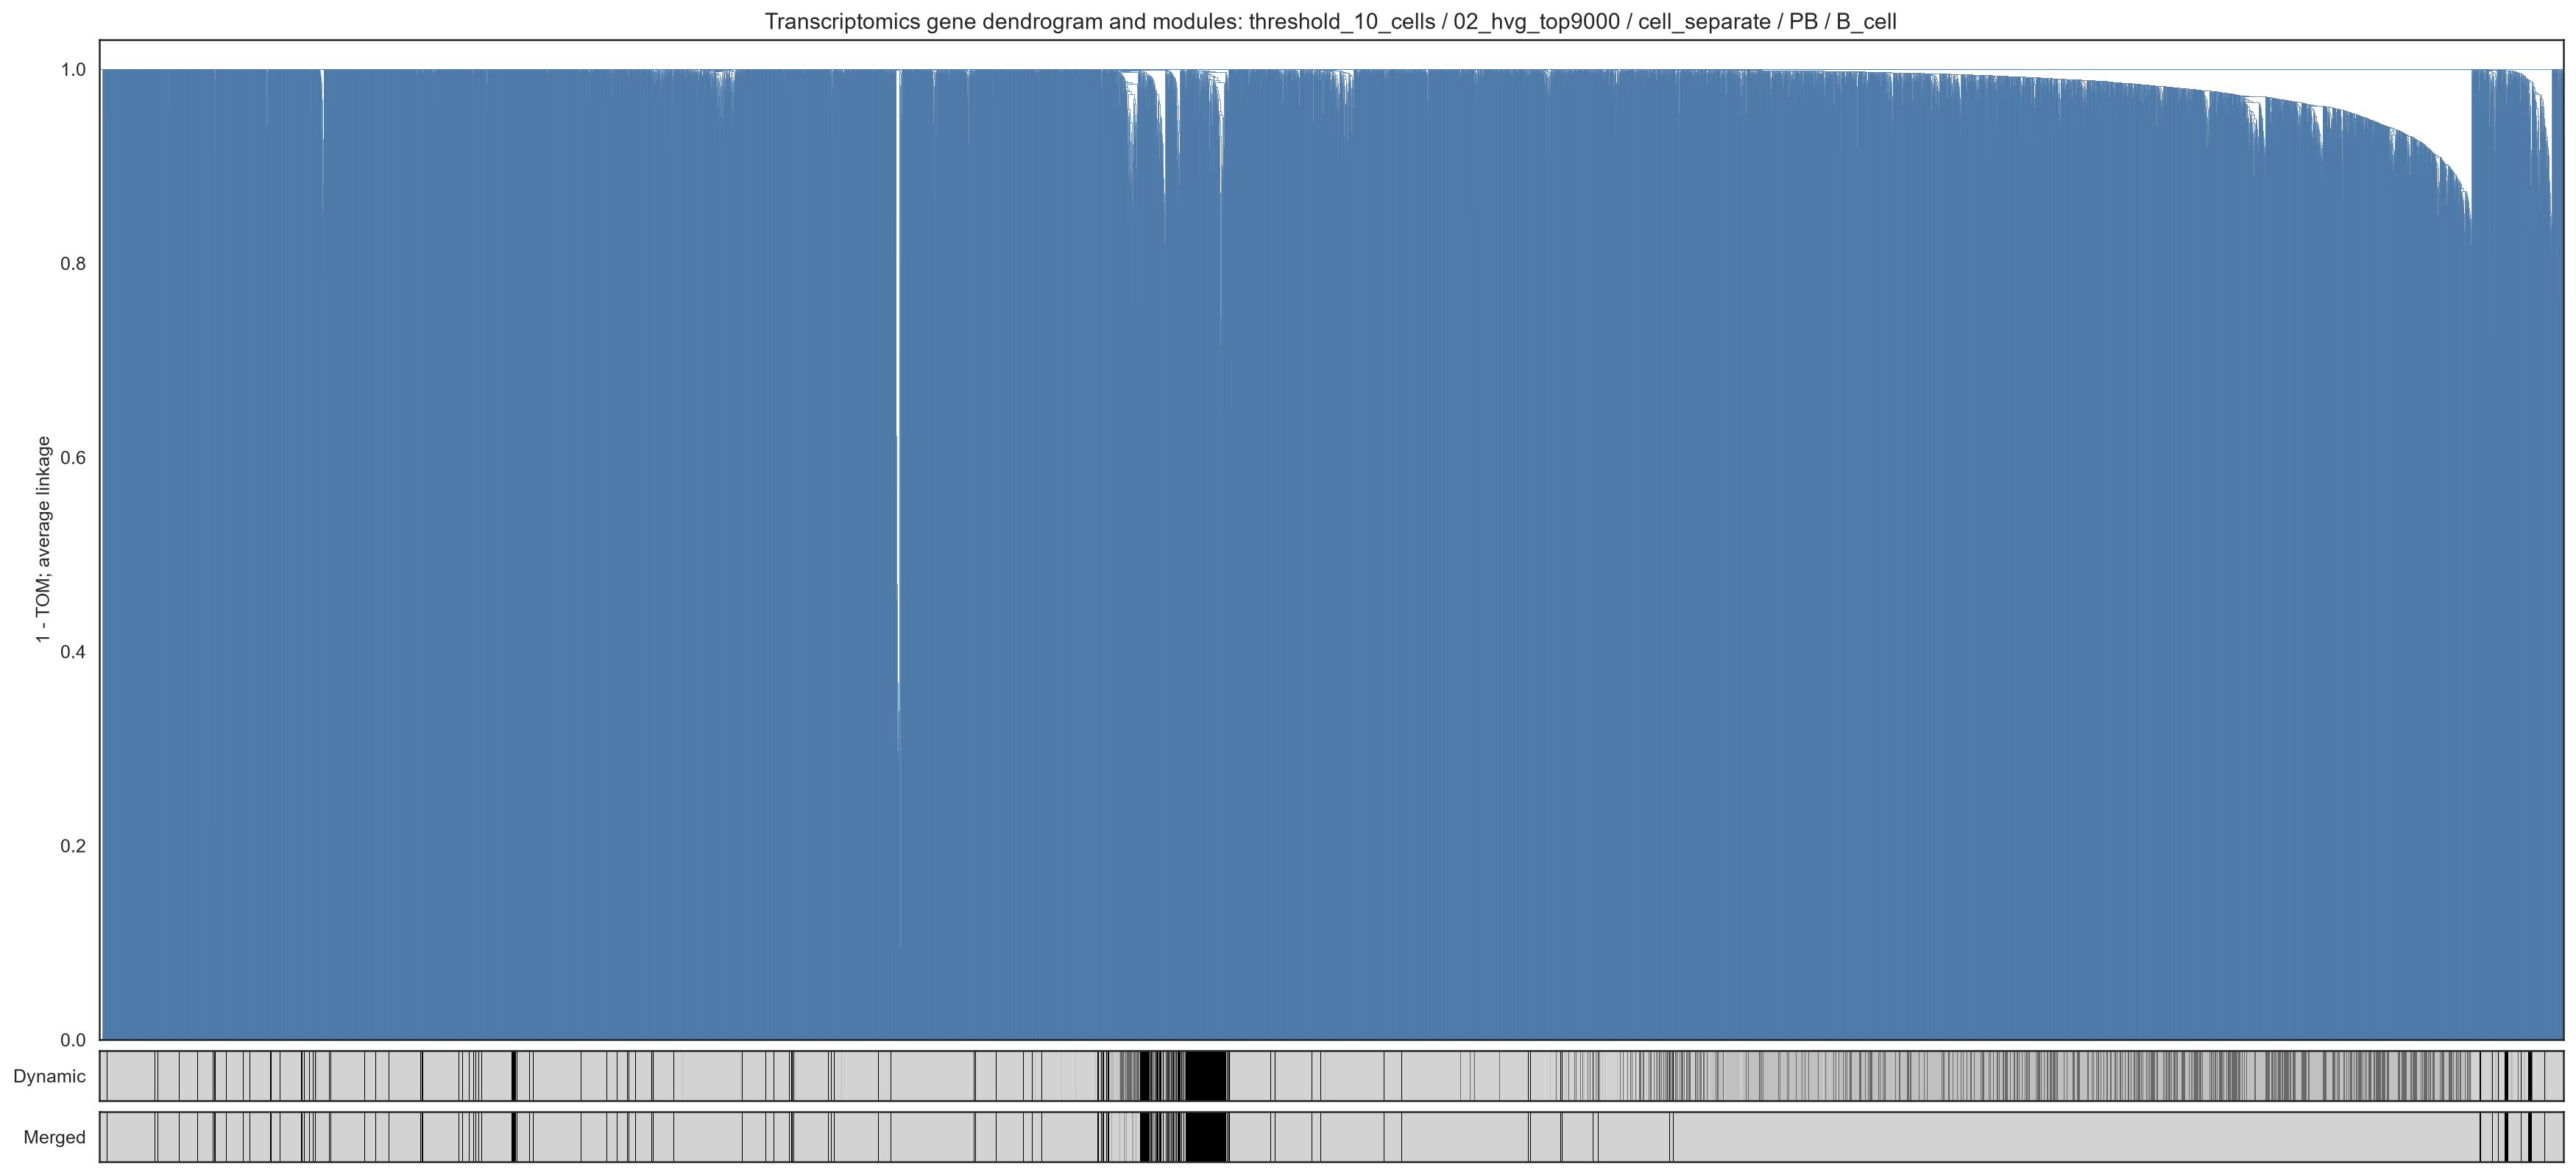 Transcriptomics gene dendrogram and modules: threshold_10_cells / 02_hvg_top9000 / cell_separate / PB / B_cell
1.0
0.8
0.6
0.4
0.2
0.0
1 - TOM; average linkage
Dynamic
Merged